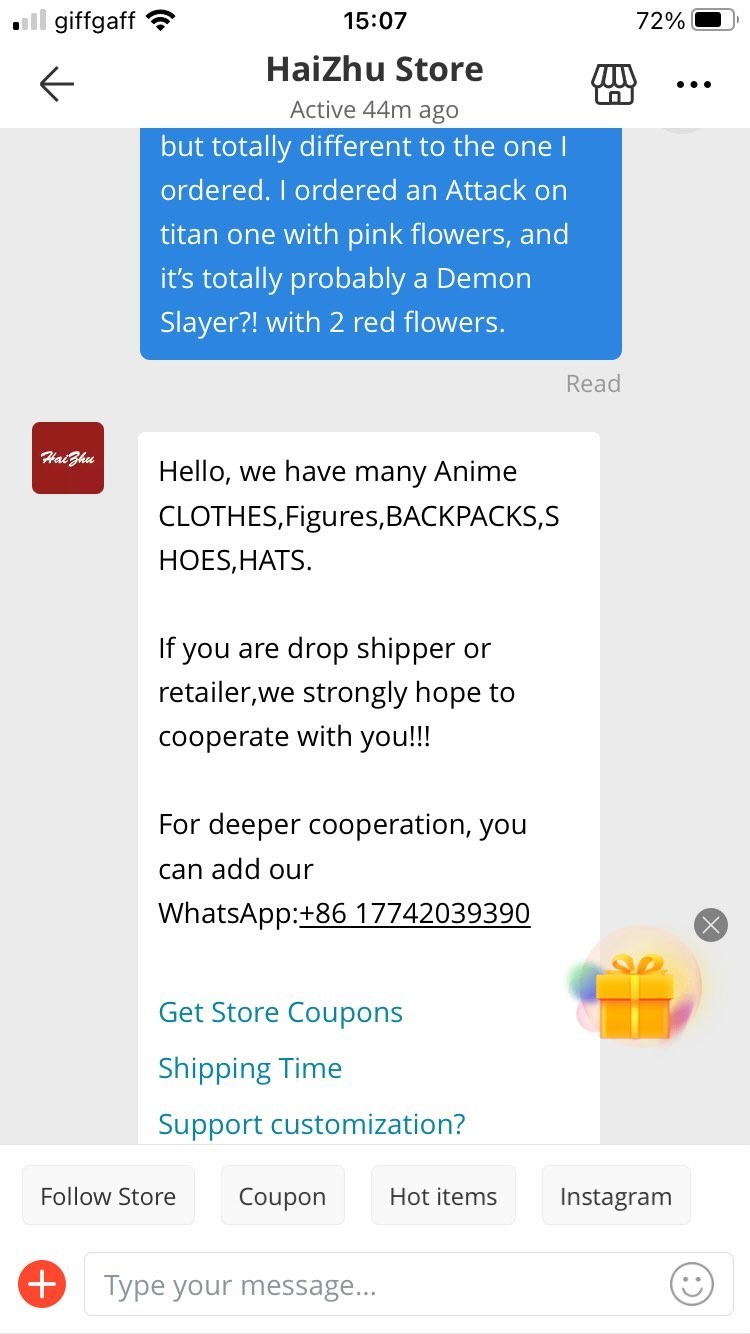 giffgaff 15:07 72%
HaiZhu Store
Active 44m ago
but totally different to the one I
ordered. I ordered an Attack on
titan one with pink flowers, and
it’s totally probably a Demon
Slayer?! with 2 red flowers.
Read
HaiZhu
Hello, we have many Anime
CLOTHES,Figures,BACKPACKS,S
HOES,HATS.
If you are drop shipper or
retailer,we strongly hope to
cooperate with you!!!
For deeper cooperation, you
can add our
WhatsApp:+86 17742039390
Get Store Coupons
Shipping Time
Support customization?
Follow Store Coupon Hot items Instagram
Type your message...